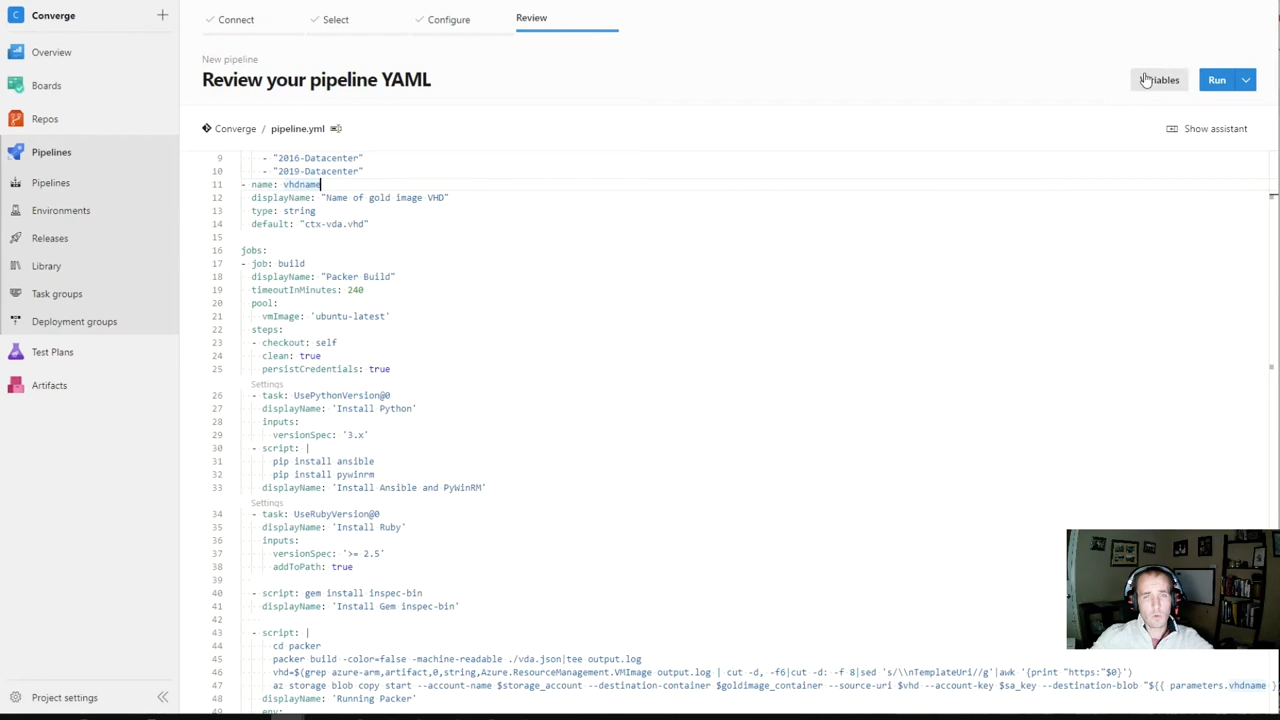 C Converge
Overview
Boards
Repos
Pipelines
Pipelines
Environments
Releases
Library
Task groups
Deployment groups
Test Plans
Artifacts
Project settings
Connect
Select
Configure
Review
New pipeline
Review your pipeline YAML
Run
Converge / pipeline.yml
Show assistant
9 - "2016-Datacenter"
10 - "2019-Datacenter"
11 - name: vhdname
12 displayName: "Name of gold image VHD"
13 type: string
14 default: "ctx-vda.vhd"
15
16 jobs:
17 - job: build
18 displayName: "Packer Build"
19 timeoutInMinutes: 240
20 pool:
21 vmImage: 'ubuntu-latest'
22 steps:
23 - checkout: self
24 clean: true
25 persistCredentials: true
Settings
26 - task: UsePythonVersion@0
27 displayName: 'Install Python'
28 inputs:
29 versionSpec: '3.x'
30 - script: |
31 pip install ansible
32 pip install pywinrm
33 displayName: 'Install Ansible and PyWinRM'
Settings
34 - task: UseRubyVersion@0
35 displayName: 'Install Ruby'
36 inputs:
37 versionSpec: '>= 2.5'
38 addToPath: true
39
40 - script: gem install inspec-bin
41 displayName: 'Install Gem inspec-bin'
42
43 - script: |
44 cd packer
45 packer build -color=false -machine-readable ./vda.json|tee output.log
46 vhd=$(grep azure-arm,artifact,0,string,Azure.ResourceManagement.VMImage output.log | cut -d, -f6|cut -d: -f 8|sed 's/\\nTemplateUri//g'|awk '{print "https:"$0}')
47 az storage blob copy start --account-name $storage_account --destination-container $goldimage_container --source-uri $vhd --account-key $sa_key --destination-blob "${{ parameters.vhdname }
48 displayName: 'Running Packer'
49 env: